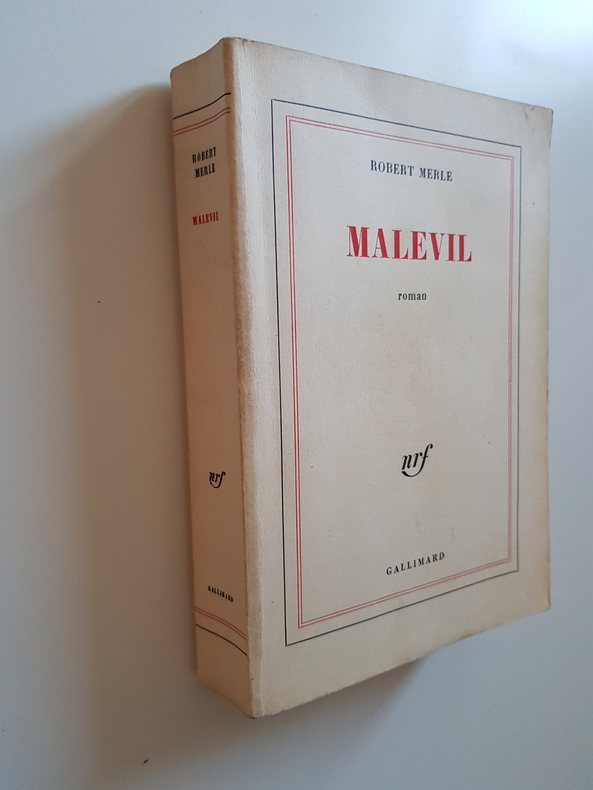 ROBERT
MERLE
MALEVIL
nrf
GALLIMARD
ROBERT MERLE
MALEVIL
roman
nrf
GALLIMARD